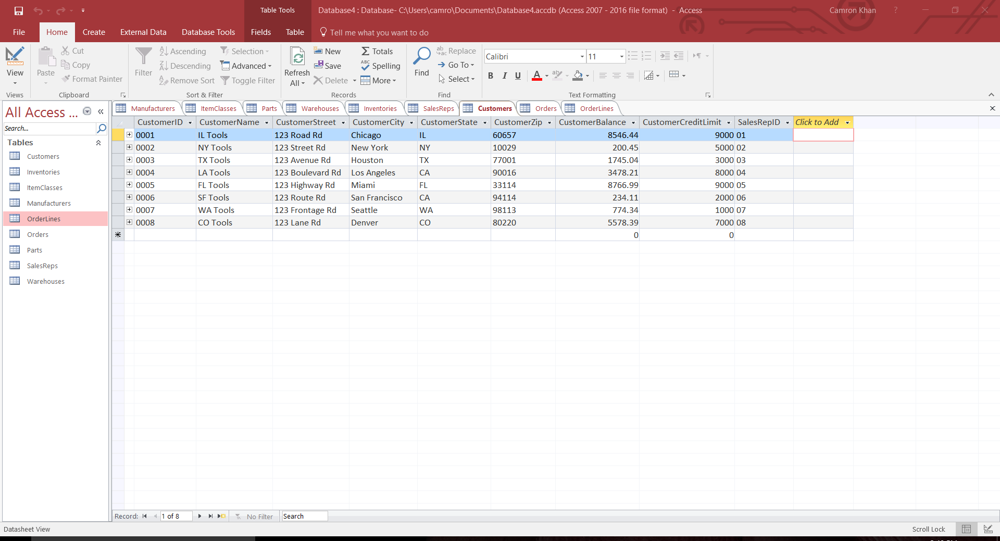 Table Tools
Database4 : Database- C:\Users\camro\Documents\Database4.accdb (Access 2007 - 2016 file format) - Access
Camron Khan
?
File
Home
Create
External Data
Database Tools
Fields
Table
Tell me what you want to do
View
Views
Paste
Cut
Copy
Format Painter
Clipboard
Filter
Ascending
Descending
Remove Sort
Selection
Advanced
Toggle Filter
Sort & Filter
Refresh
All
New
Save
Delete
Totals
Spelling
More
Records
Find
Replace
Go To
Select
Find
Calibri
11
B I U A
Text Formatting
All Access ...
Search...
Tables
Customers
Inventories
ItemClasses
Manufacturers
OrderLines
Orders
Parts
SalesReps
Warehouses
Manufacturers ItemClasses Parts Warehouses Inventories SalesReps Customers Orders OrderLines
CustomerID CustomerName CustomerStreet CustomerCity CustomerState CustomerZip CustomerBalance CustomerCreditLimit SalesRepID Click to Add
0001 IL Tools 123 Road Rd Chicago IL 60657 8546.44 9000 01
0002 NY Tools 123 Street Rd New York NY 10029 200.45 5000 02
0003 TX Tools 123 Avenue Rd Houston TX 77001 1745.04 3000 03
0004 LA Tools 123 Boulevard Rd Los Angeles CA 90016 3478.21 8000 04
0005 FL Tools 123 Highway Rd Miami FL 33114 8766.99 9000 05
0006 SF Tools 123 Route Rd San Francisco CA 94114 234.11 2000 06
0007 WA Tools 123 Frontage Rd Seattle WA 98113 774.34 1000 07
0008 CO Tools 123 Lane Rd Denver CO 80220 5578.39 7000 08
0 0
Record: 1 of 8 No Filter Search
Datasheet View
Scroll Lock